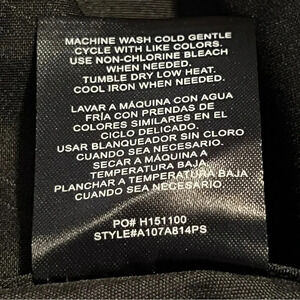 MACHINE WASH COLD GENTLE
CYCLE WITH LIKE COLORS.
USE NON-CHLORINE BLEACH
WHEN NEEDED.
TUMBLE DRY LOW HEAT.
COOL IRON WHEN NEEDED.
LAVAR A MÁQUINA CON AGUA
FRÍA CON PRENDAS DE
COLORES SIMILARES EN EL
CICLO DELICADO.
USAR BLANQUEADOR SIN CLORO
CUANDO SEA NECESARIO.
SECAR A MÁQUINA A
TEMPERATURA BAJA.
PLANCHAR A TEMPERATURA BAJA
CUANDO SEA NECESARIO.
PO# H151100
STYLE#A107A814PS